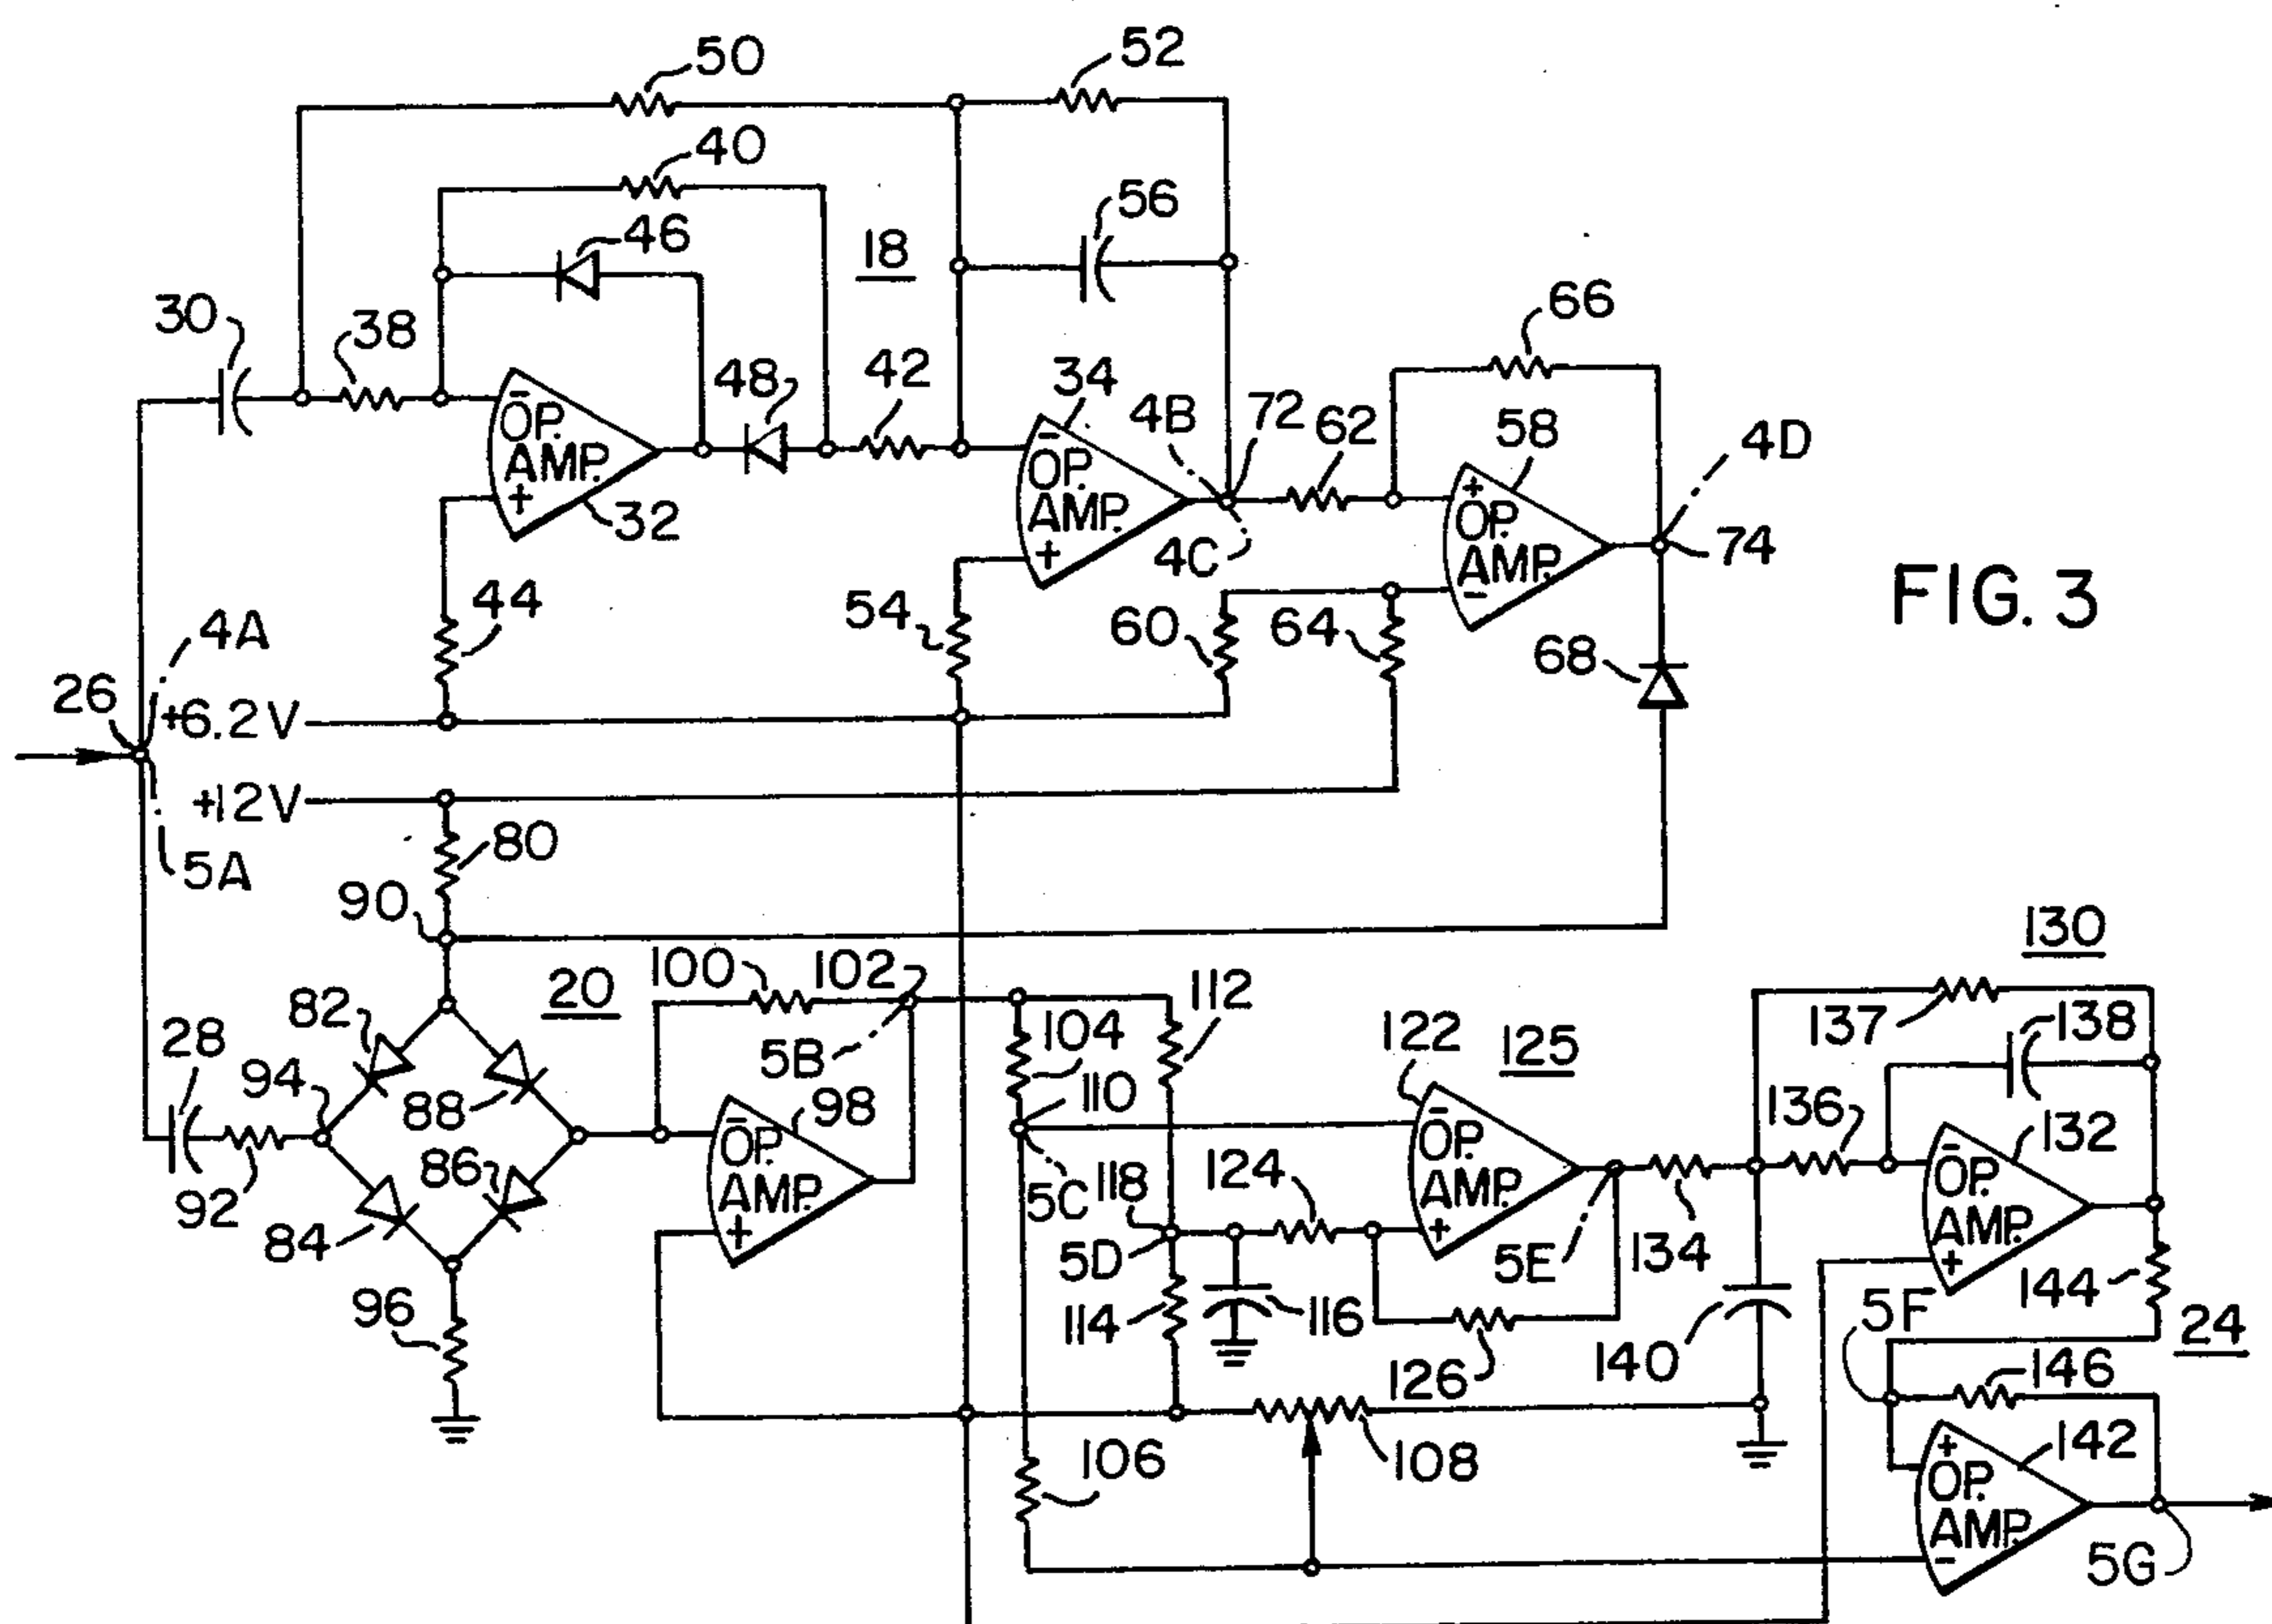 50
52
40
46
18
56
30
38
66
48
42
34
4B
72
62
58
4D
ŌP.
AMP.
+
32
-
OP.
AMP.
+
4C
+
OP.
AMP.
-
74
FIG. 3
44
54
60
64
68
4A
26
+6.2V
+12V
5A
80
90
130
100
102
112
20
82
28
94
88
5B
104
110
122
125
137
138
136
-
OP.
AMP.
+
98
86
92
84
5C
118
124
-
OP.
AMP.
+
132
-
OP.
AMP.
+
5D
5E
134
144
96
114
116
126
140
5F
24
146
106
108
+
OP.
AMP.
-
142
5G